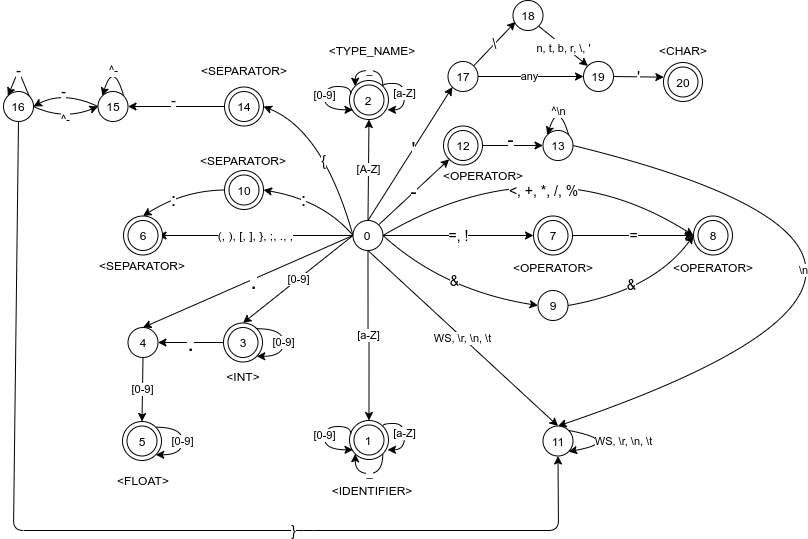 18
\
n, t, b, r, \, '
<TYPE_NAME>
<CHAR>
<SEPARATOR>
17
any
19
'
20
-
^-
_
[0-9]
2
[a-Z]
16
-
^-
15
-
14
'
^\n
{
[A-Z]
12
-
13
<SEPARATOR>
-
<OPERATOR>
10
:
:
<, +, *, /, %
6
(, ), [, ], }, ;, ., ,
0
=, !
7
=
8
<SEPARATOR>
<OPERATOR>
<OPERATOR>
\n
.
[0-9]
&
&
9
4
.
3
[0-9]
[a-Z]
WS, \r, \n, \t
<INT>
[0-9]
5
[0-9]
[0-9]
1
[a-Z]
11
WS, \r, \n, \t
_
<FLOAT>
<IDENTIFIER>
}